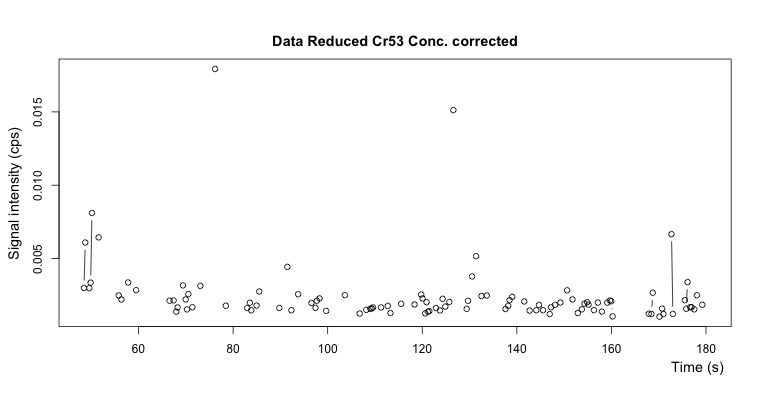 Data Reduced Cr53 Conc. corrected
Signal intensity (cps)
0.015
0.010
0.005
60 80 100 120 140 160 180
Time (s)